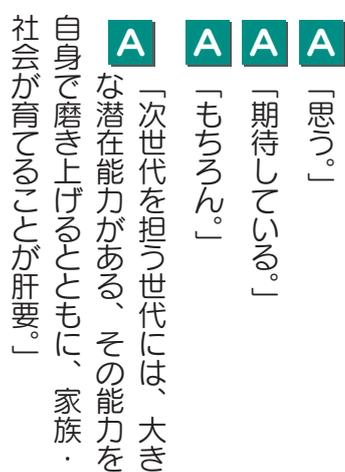 A 「思う。」
A 「期待している。」
A 「もちろん。」
A 「次世代を担う世代には、大き
な潜在能力がある、その能力を
自身で磨き上げるとともに、家族・
社会が育てることが肝要。」